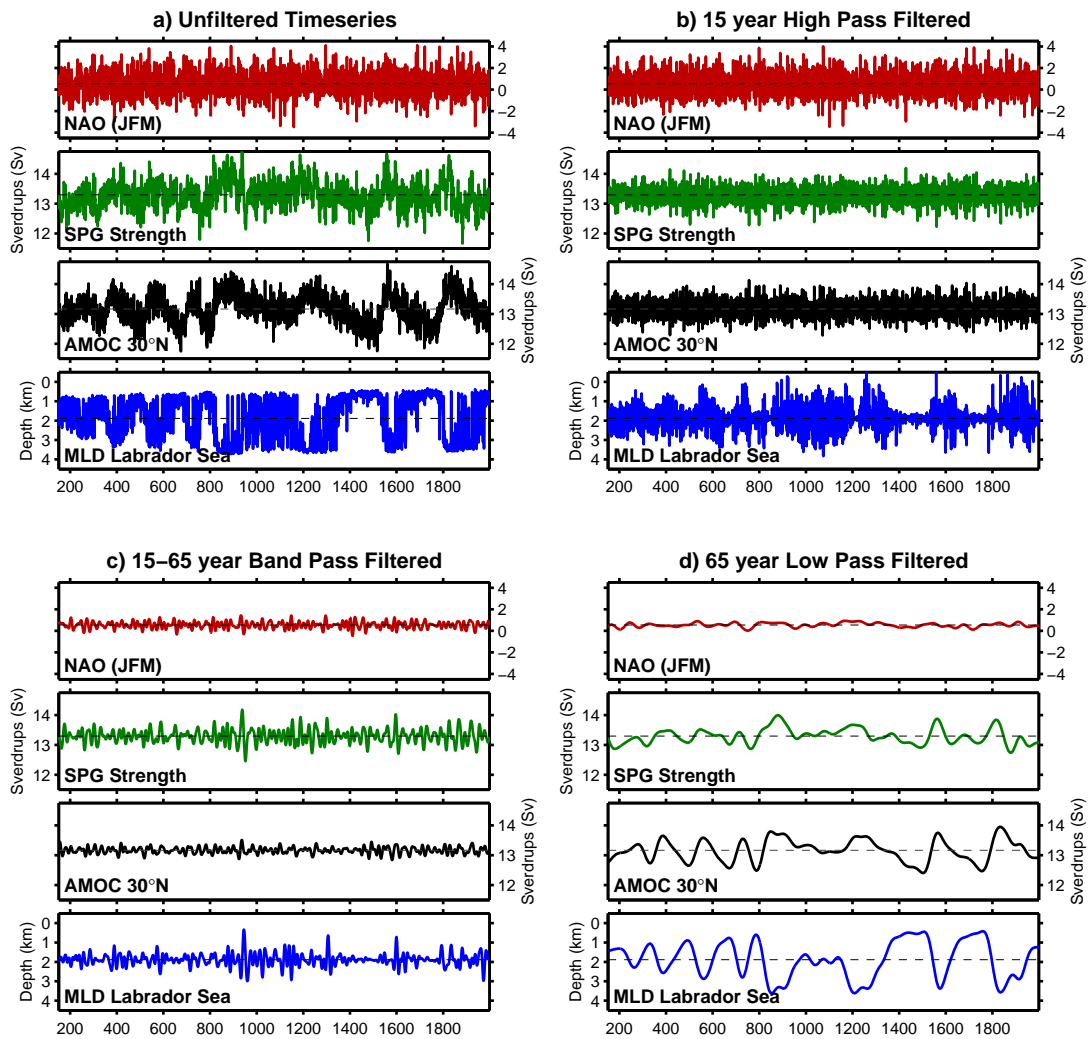 a) Unfiltered Timeseries
4
2
0
−2
−4
NAO (JFM)
Sverdrups (Sv)
14
13
12
SPG Strength
14
13
12
Sverdrups (Sv)
AMOC 30°N
Depth (km)
0
1
2
3
4
MLD Labrador Sea
200 400 600 800 1000 1200 1400 1600 1800
b) 15 year High Pass Filtered
4
2
0
−2
−4
NAO (JFM)
Sverdrups (Sv)
14
13
12
SPG Strength
14
13
12
Sverdrups (Sv)
AMOC 30°N
Depth (km)
0
1
2
3
4
MLD Labrador Sea
200 400 600 800 1000 1200 1400 1600 1800
c) 15−65 year Band Pass Filtered
4
2
0
−2
−4
NAO (JFM)
Sverdrups (Sv)
14
13
12
SPG Strength
14
13
12
Sverdrups (Sv)
AMOC 30°N
Depth (km)
0
1
2
3
4
MLD Labrador Sea
200 400 600 800 1000 1200 1400 1600 1800
d) 65 year Low Pass Filtered
4
2
0
−2
−4
NAO (JFM)
Sverdrups (Sv)
14
13
12
SPG Strength
14
13
12
Sverdrups (Sv)
AMOC 30°N
Depth (km)
0
1
2
3
4
MLD Labrador Sea
200 400 600 800 1000 1200 1400 1600 1800